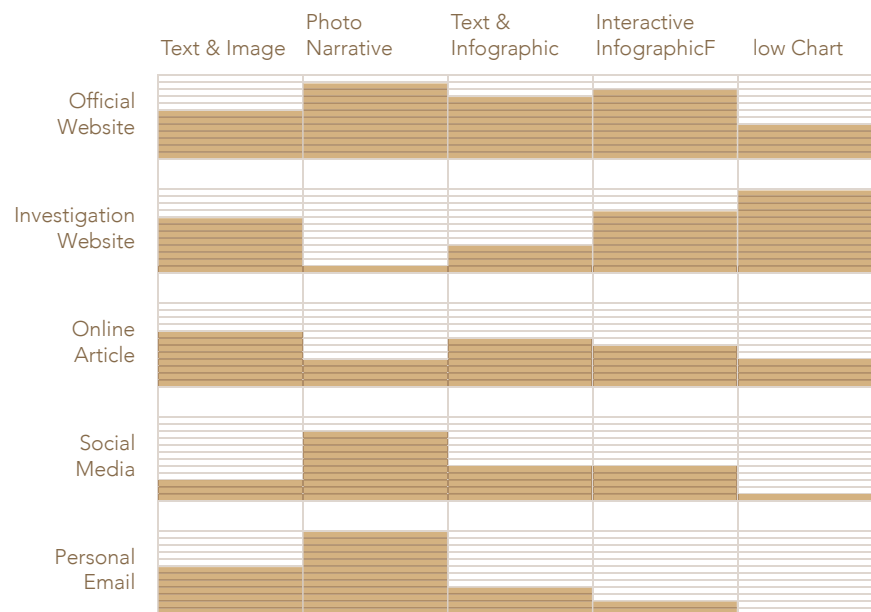 Text & Image
Photo
Narrative
Text &
Infographic
Interactive
InfographicF
low Chart
Official
Website
Investigation
Website
Online
Article
Social
Media
Personal
Email